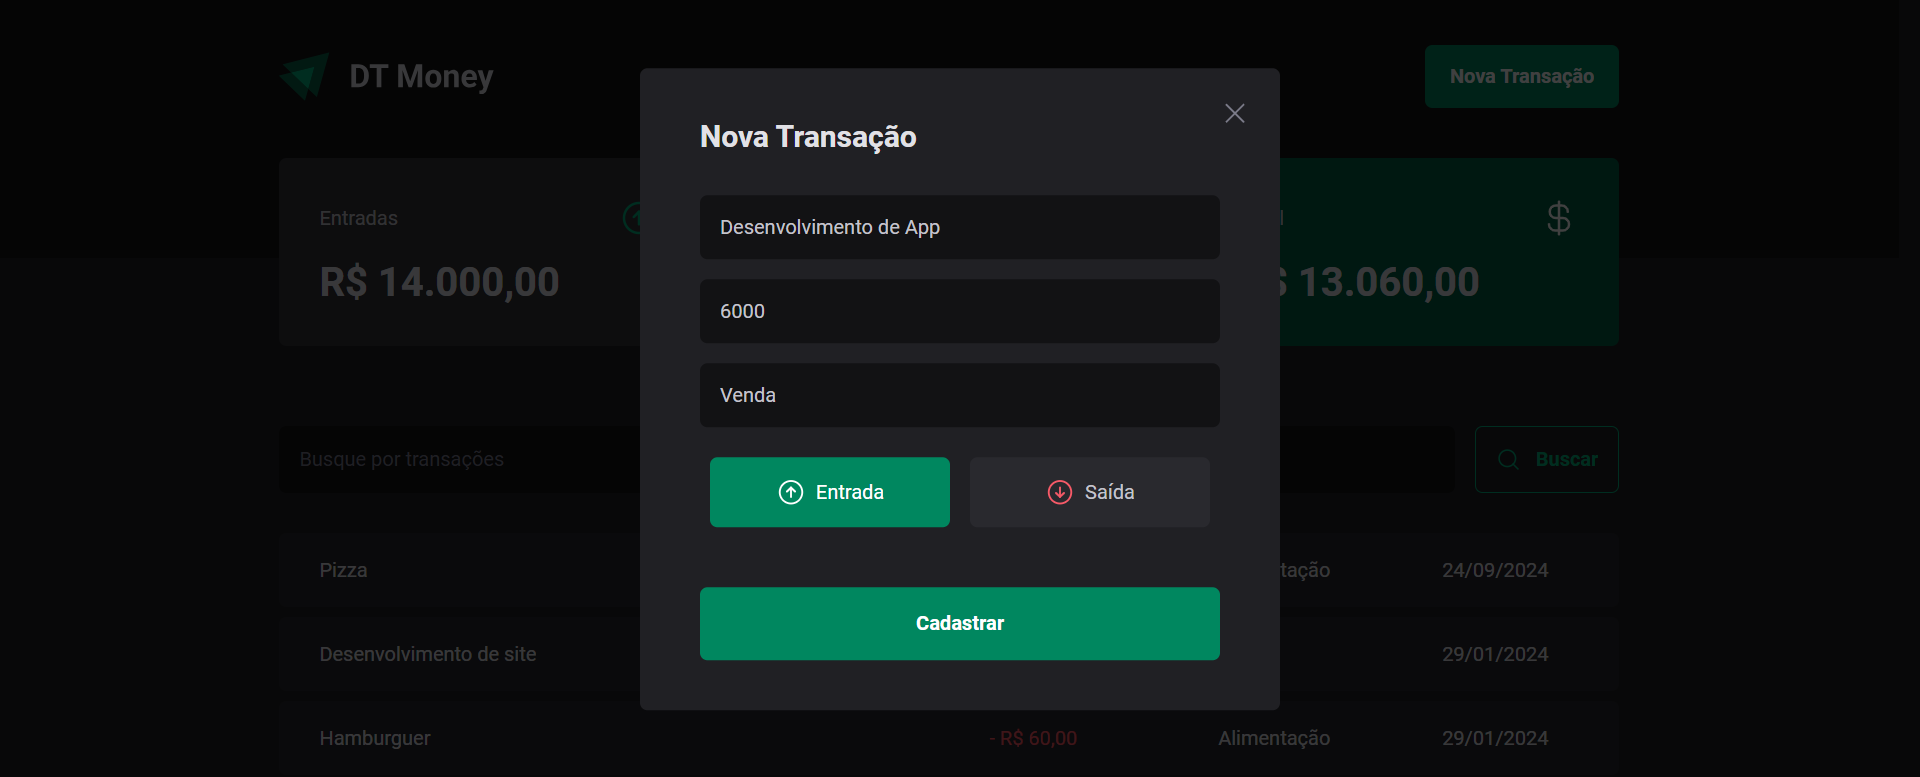 DT Money
Nova Transação
Entradas
R$ 14.000,00
$ 13.060,00
Busque por transações
Buscar
Pizza
tação
24/09/2024
Desenvolvimento de site
29/01/2024
Hamburguer
- R$ 60,00
Alimentação
29/01/2024
Nova Transação
Desenvolvimento de App
6000
Venda
Entrada
Saída
Cadastrar